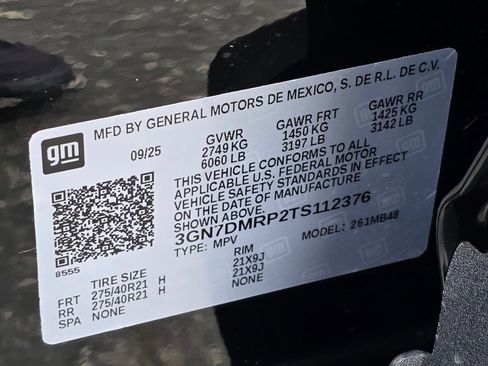 gm
MFD BY GENERAL MOTORS DE MEXICO, S. DE R.L. DE C.V.
09/25
GVWR GAWR FRT GAWR RR
2749 KG 1450 KG 1425 KG
6060 LB 3197 LB 3142 LB
THIS VEHICLE CONFORMS TO ALL
APPLICABLE U.S. FEDERAL MOTOR
VEHICLE SAFETY STANDARDS IN EFFECT
ON THE DATE OF MANUFACTURE
SHOWN ABOVE.
3GN7DMRP2TS112376
TYPE: MPV MODEL: 261MB48
8555
TIRE SIZE RIM
FRT 275/40R21 H 21X9J
RR 275/40R21 H 21X9J
SPA NONE NONE